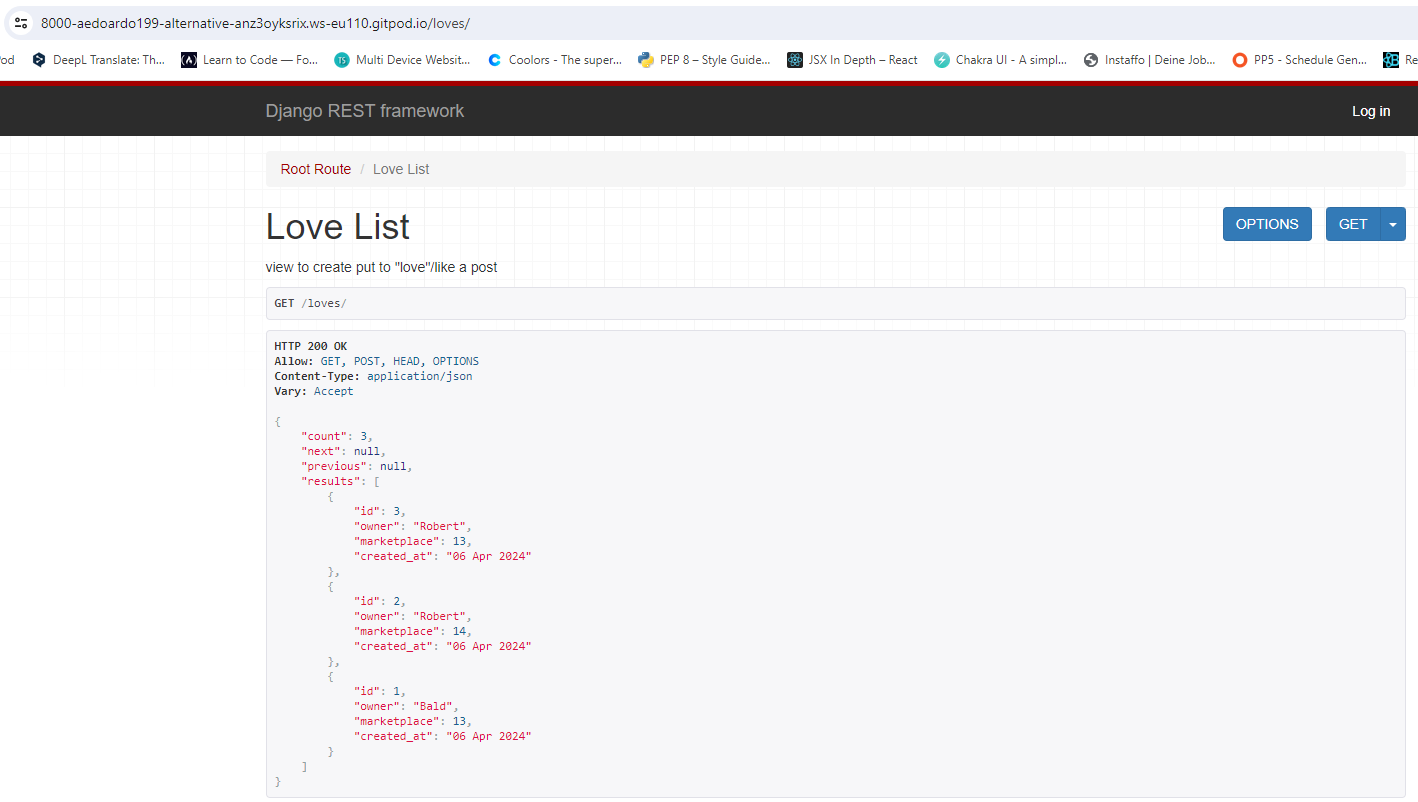 8000-aedoardo199-alternative-anz3oyksrix.ws-eu110.gitpod.io/loves/
od DeepL Translate: Th... Learn to Code — Fo... Multi Device Websit... Coolors - The super... PEP 8 – Style Guide... JSX In Depth – React Chakra UI - A simpl... Instaffo | Deine Job... PP5 - Schedule Gen... Re
Django REST framework Log in
Root Route / Love List
Love List OPTIONS GET
view to create put to "love"/like a post
GET /loves/
HTTP 200 OK
Allow: GET, POST, HEAD, OPTIONS
Content-Type: application/json
Vary: Accept
{
    "count": 3,
    "next": null,
    "previous": null,
    "results": [
        {
            "id": 3,
            "owner": "Robert",
            "marketplace": 13,
            "created_at": "06 Apr 2024"
        },
        {
            "id": 2,
            "owner": "Robert",
            "marketplace": 14,
            "created_at": "06 Apr 2024"
        },
        {
            "id": 1,
            "owner": "Bald",
            "marketplace": 13,
            "created_at": "06 Apr 2024"
        }
    ]
}